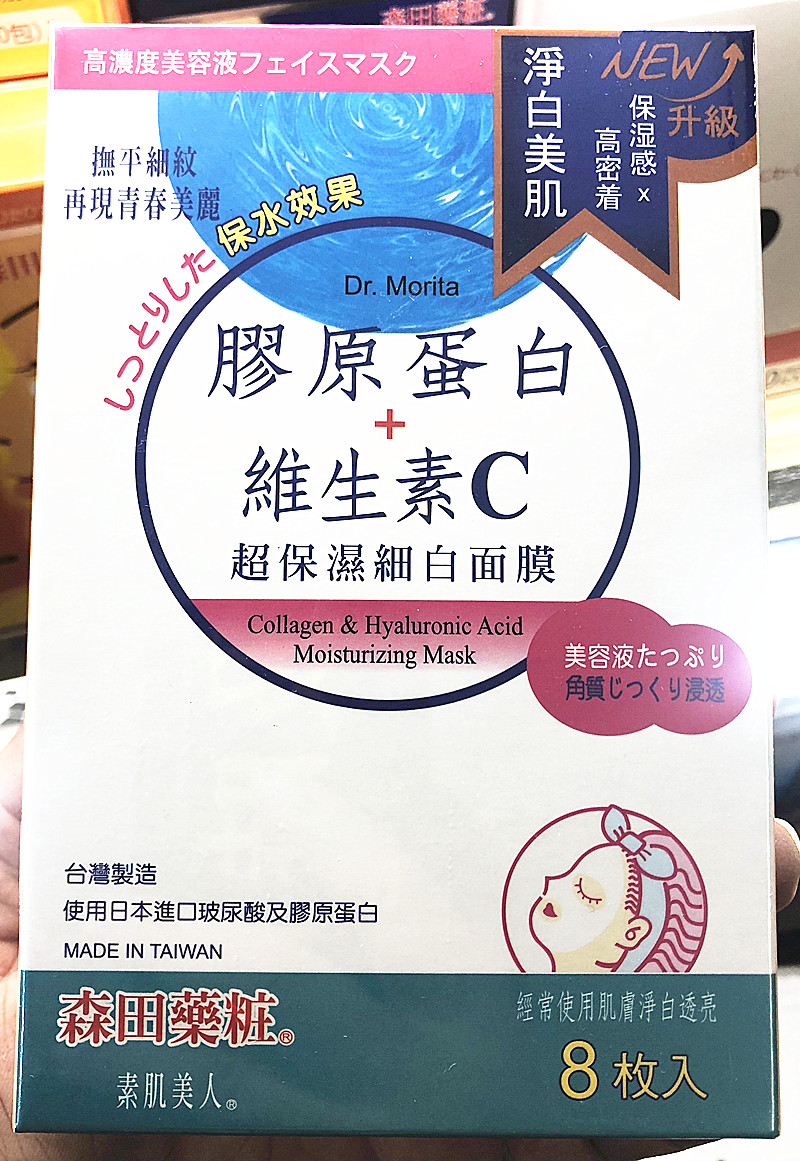 森田藥粧
0包)
高濃度美容液フェイスマスク
淨白美肌
NEW
升級
保湿感 x
高密着
撫平細紋
再現青春美麗
しっとりした 保水效果
Dr. Morita
膠原蛋白
+
維生素C
超保濕細白面膜
Collagen & Hyaluronic Acid
Moisturizing Mask
美容液たっぷり
角質じっくり浸透
台灣製造
使用日本進口玻尿酸及膠原蛋白
MADE IN TAIWAN
森田藥粧®
素肌美人®
經常使用肌膚淨白透亮
8枚入